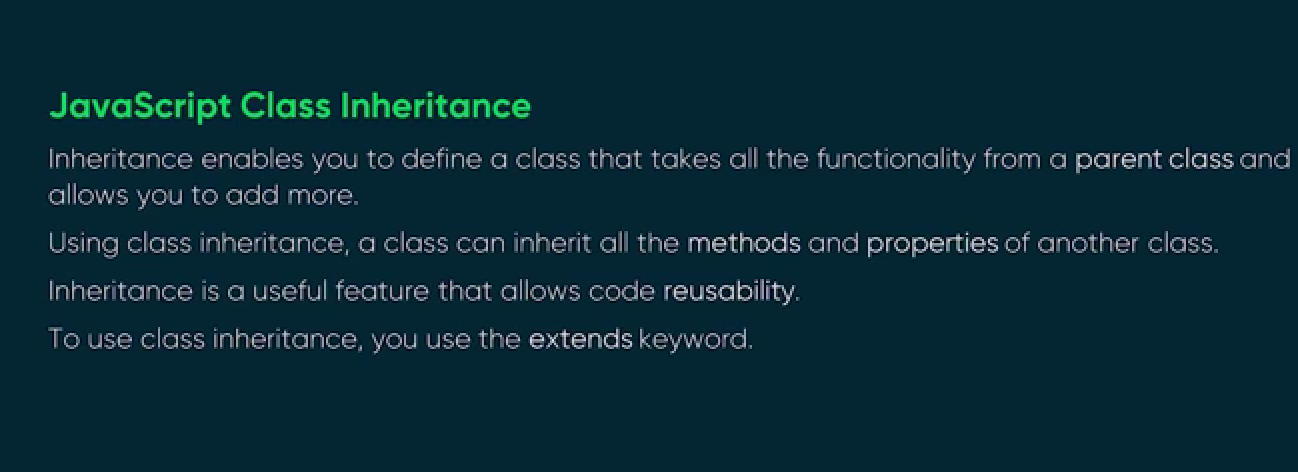 JavaScript Class Inheritance
Inheritance enables you to define a class that takes all the functionality from a parent class and
allows you to add more.
Using class inheritance, a class can inherit all the methods and properties of another class.
Inheritance is a useful feature that allows code reusability.
To use class inheritance, you use the extends keyword.